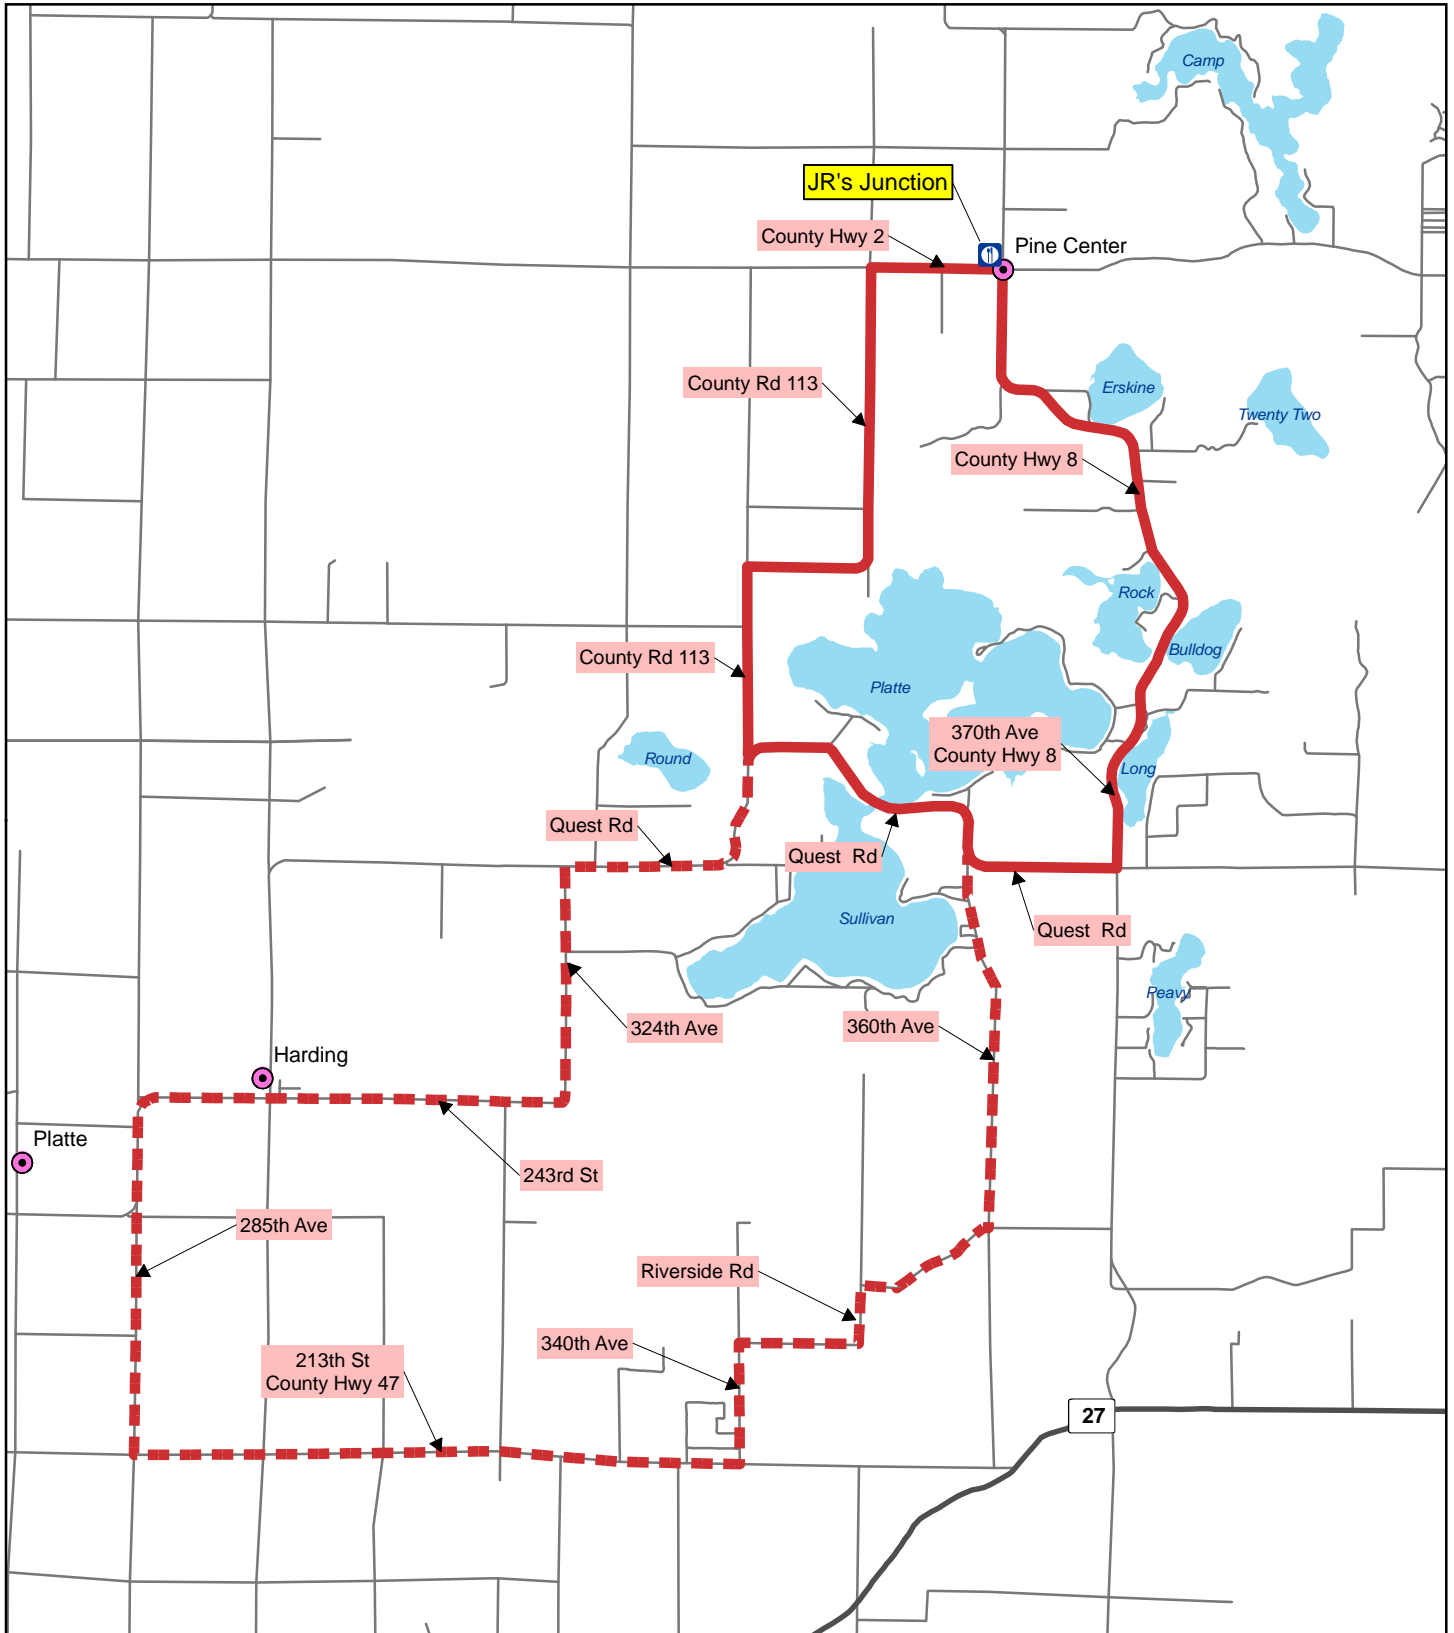 Camp
JR's Junction
County Hwy 2
Pine Center
County Rd 113
Erskine
Twenty Two
County Hwy 8
Rock
Bulldog
County Rd 113
Platte
370th Ave
County Hwy 8
Round
Long
Quest Rd
Quest  Rd
Sullivan
Quest  Rd
Peavy
324th Ave
360th Ave
Harding
Platte
243rd St
285th Ave
Riverside Rd
340th Ave
213th St
County Hwy 47
27